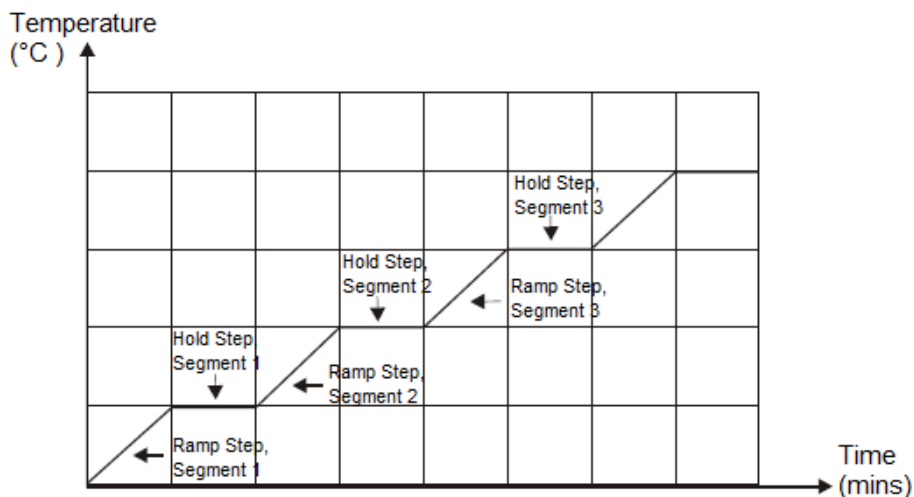 Temperature
(°C )
Hold Step,
Segment 3
Hold Step,
Segment 2
Ramp Step,
Segment 3
Hold Step
Segment 1
Ramp Step,
Segment 2
Ramp Step,
Segment 1
Time
(mins)